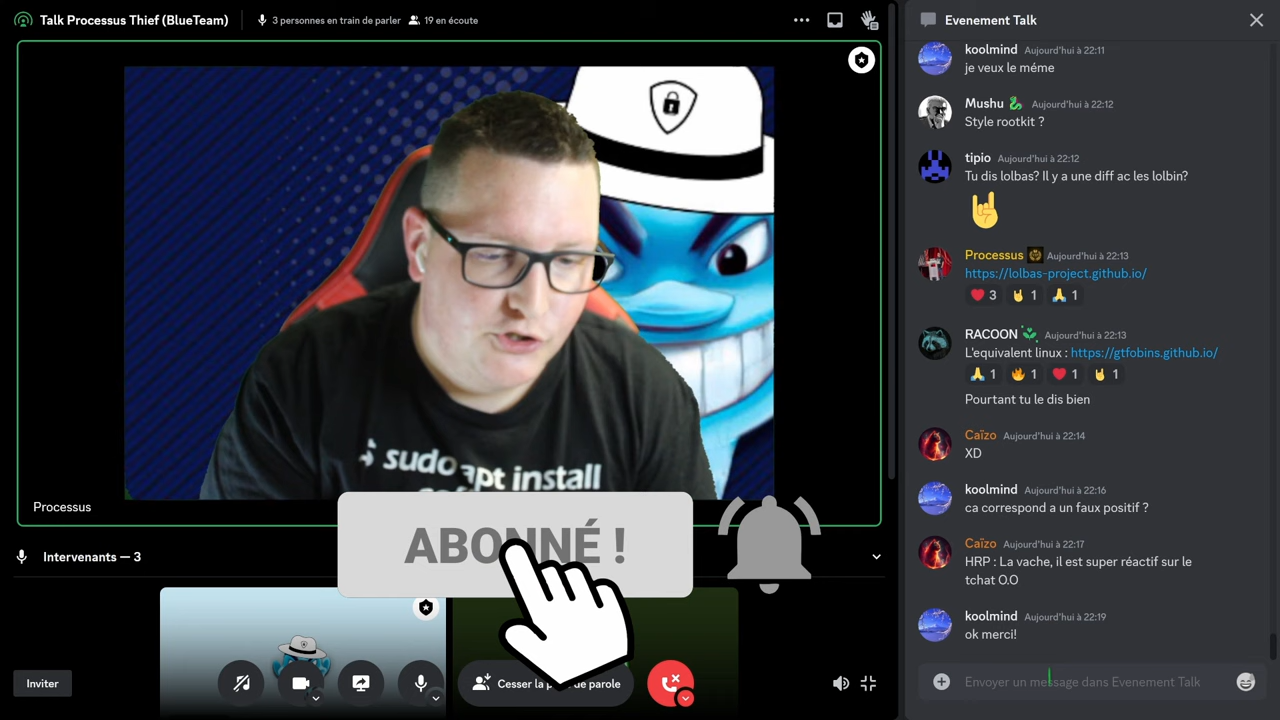 Talk Processus Thief (BlueTeam)
3 personnes en train de parler
19 en écoute
sudo apt install
Processus
ABONNÉ !
Intervenants — 3
Inviter
Cesser la
de parole
Evenement Talk
koolmind Aujourd'hui à 22:11
je veux le méme
Mushu Aujourd'hui à 22:12
Style rootkit ?
tipio Aujourd'hui à 22:12
Tu dis lolbas? Il y a une diff ac les lolbin?
Processus Aujourd'hui à 22:13
https://lolbas-project.github.io/
3 1 1
RACOON Aujourd'hui à 22:13
L'equivalent linux : https://gtfobins.github.io/
1 1 1 1
Pourtant tu le dis bien
Caïzo Aujourd'hui à 22:14
XD
koolmind Aujourd'hui à 22:16
ca correspond a un faux positif ?
Caïzo Aujourd'hui à 22:17
HRP : La vache, il est super réactif sur le
tchat O.O
koolmind Aujourd'hui à 22:19
ok merci!
Envoyer un message dans Evenement Talk